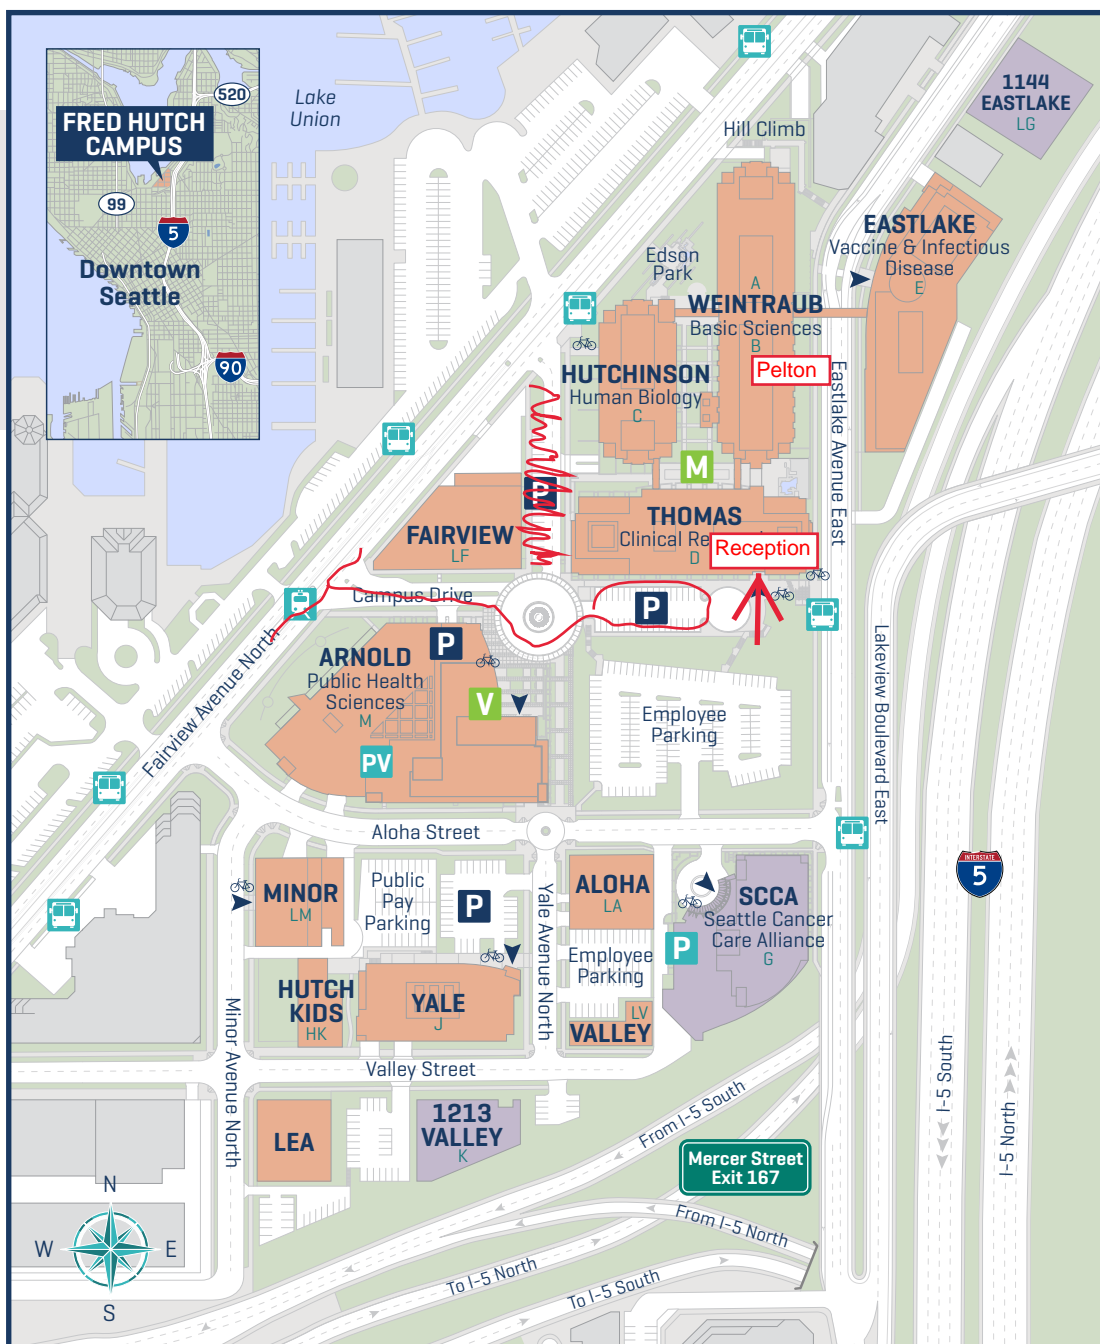 520
FRED HUTCH
CAMPUS
99
5
Downtown
Seattle
90
Lake
Union
Hill Climb
1144
EASTLAKE
LG
EASTLAKE
Vaccine & Infectious
Disease
E
Edson
Park
A
WEINTRAUB
Basic Sciences
B
Pelton
HUTCHINSON
Human Biology
C
M
P
FAIRVIEW
LF
THOMAS
Clinical Re
D
Reception
Eastlake Avenue East
Campus Drive
P
P
ARNOLD
Public Health
Sciences
M
V
PV
Fairview Avenue North
Employee
Parking
Lakeview Boulevard East
Aloha Street
INTERSTATE
5
MINOR
LM
Public
Pay
Parking
P
Yale Avenue North
ALOHA
LA
SCCA
Seattle Cancer
Care Alliance
G
P
Employee
Parking
HUTCH
KIDS
HK
YALE
J
LV
VALLEY
Minor Avenue North
Valley Street
I-5 South
I-5 North
LEA
1213
VALLEY
K
From I-5 South
Mercer Street
Exit 167
From I-5 North
To I-5 North
To I-5 South
N
W
E
S